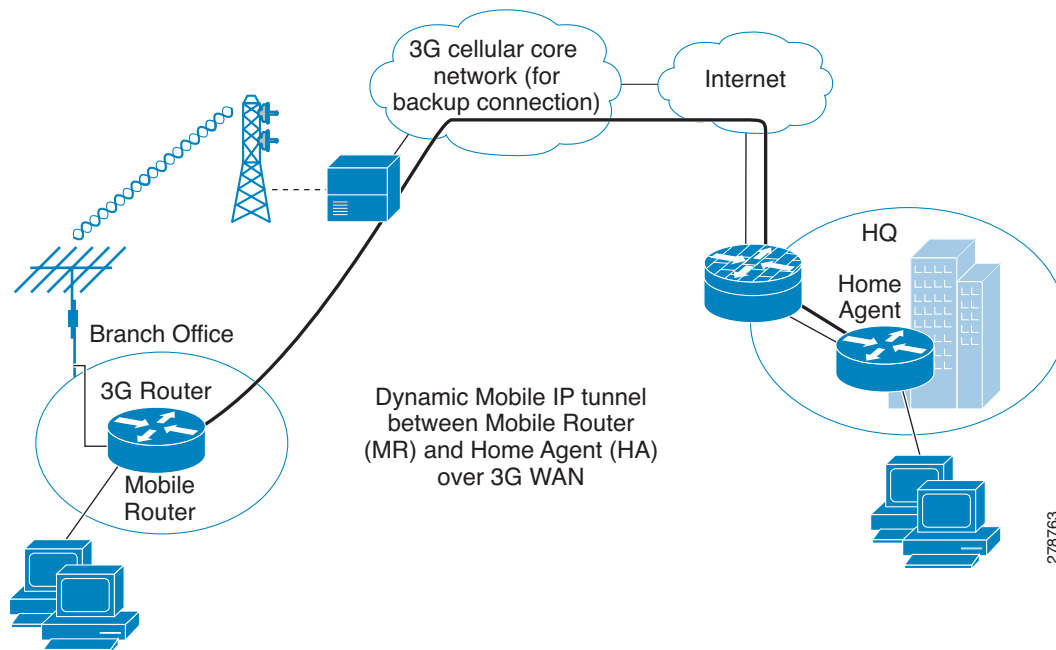 3G cellular core
network (for
backup connection)
Internet
HQ
Home
Agent
Branch Office
3G Router
Mobile
Router
Dynamic Mobile IP tunnel
between Mobile Router
(MR) and Home Agent (HA)
over 3G WAN
278763